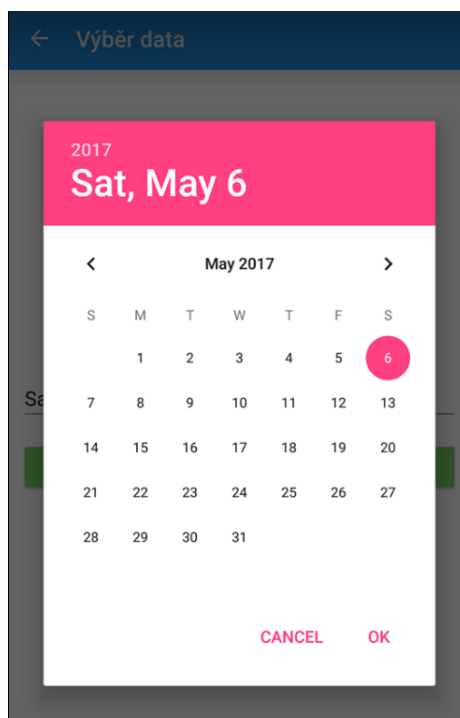 Výběr data
2017
Sat, May 6
May 2017
S M T W T F S
1 2 3 4 5 6
7 8 9 10 11 12 13
14 15 16 17 18 19 20
21 22 23 24 25 26 27
28 29 30 31
CANCEL OK